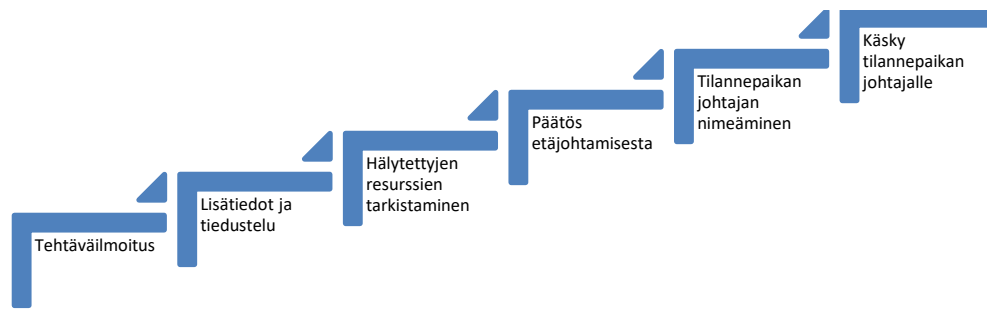 Tehtäväilmoitus
Lisätiedot ja
tiedustelu
Hälytettyjen
resurssien
tarkistaminen
Päätös
etäjohtamisesta
Tilannepaikan
johtajan
nimeäminen
Käsky
tilannepaikan
johtajalle